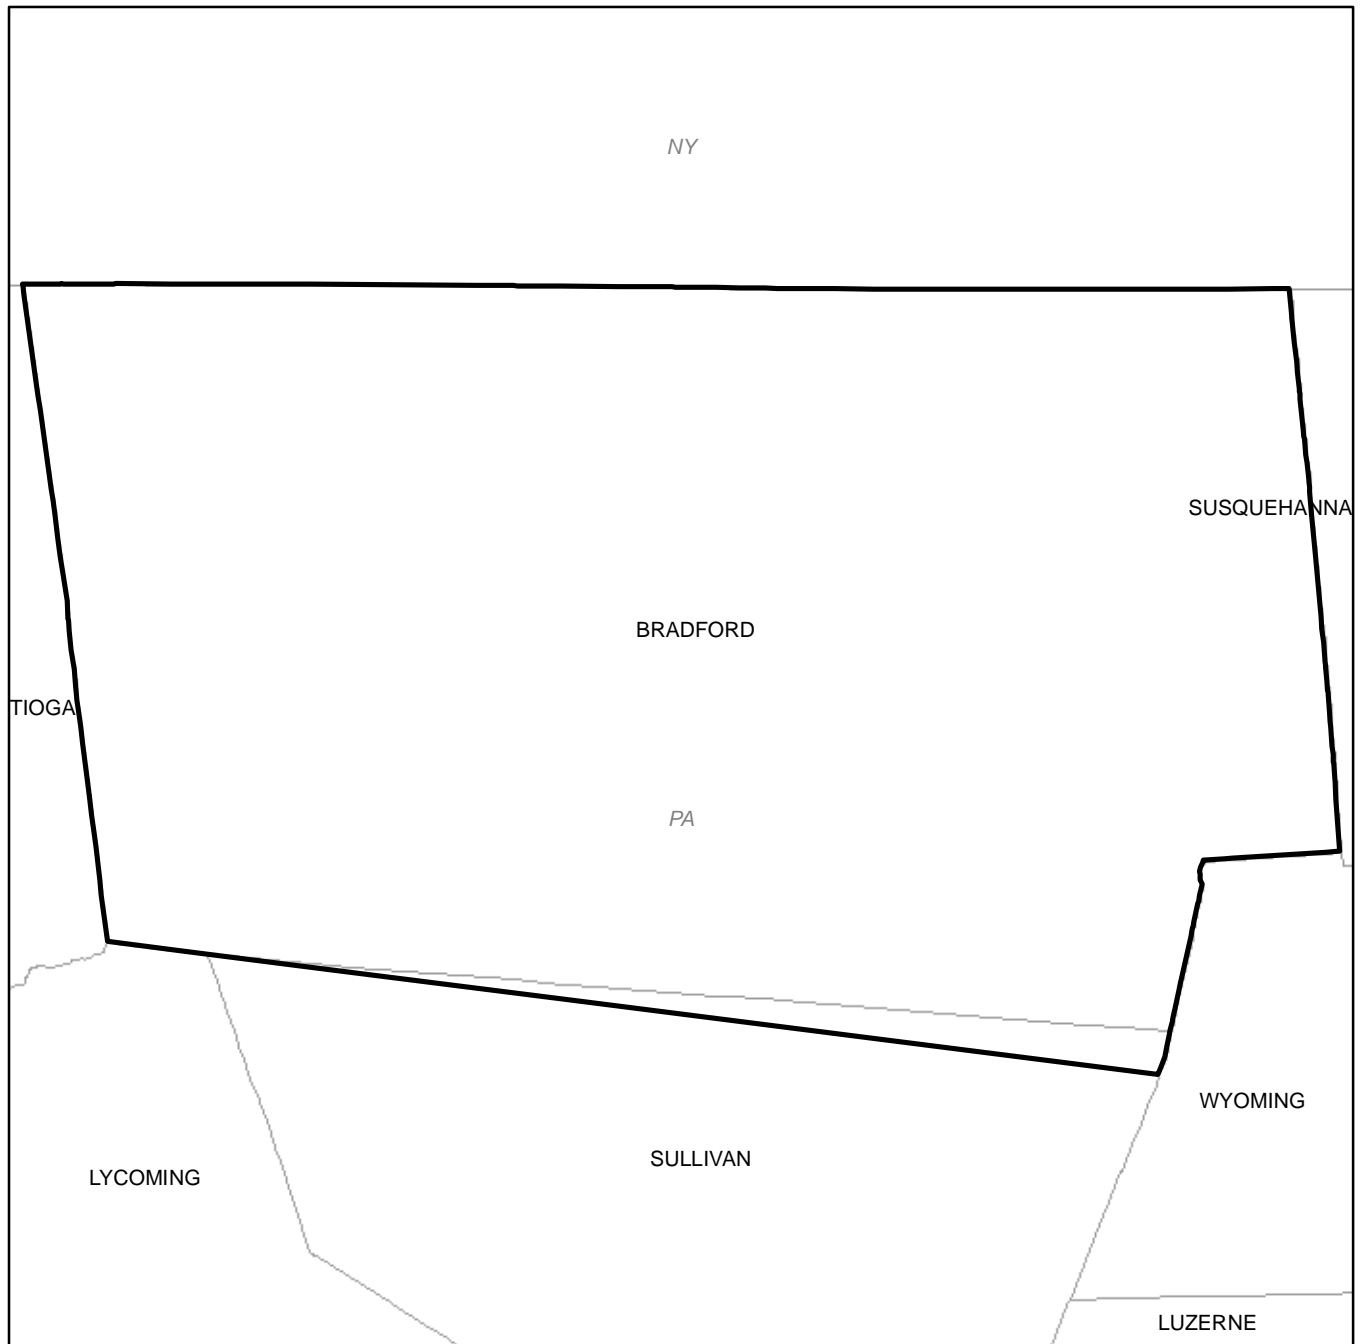 NY
SUSQUEHANNA
BRADFORD
TIOGA
PA
WYOMING
SULLIVAN
LYCOMING
LUZERNE